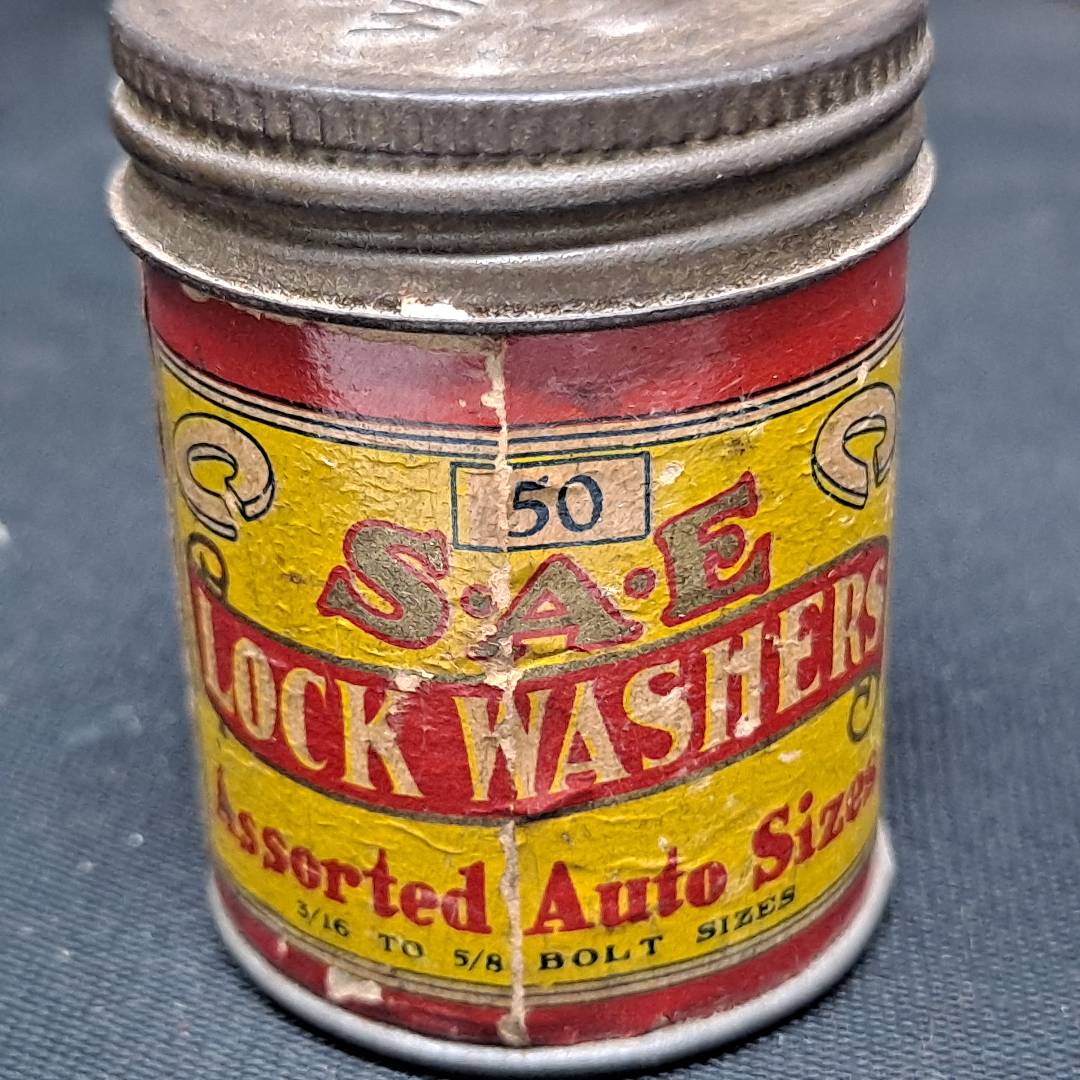 50
S·A·E
LOCK WASHERS
Assorted Auto Sizes
3/16 TO 5/8 BOLT SIZES